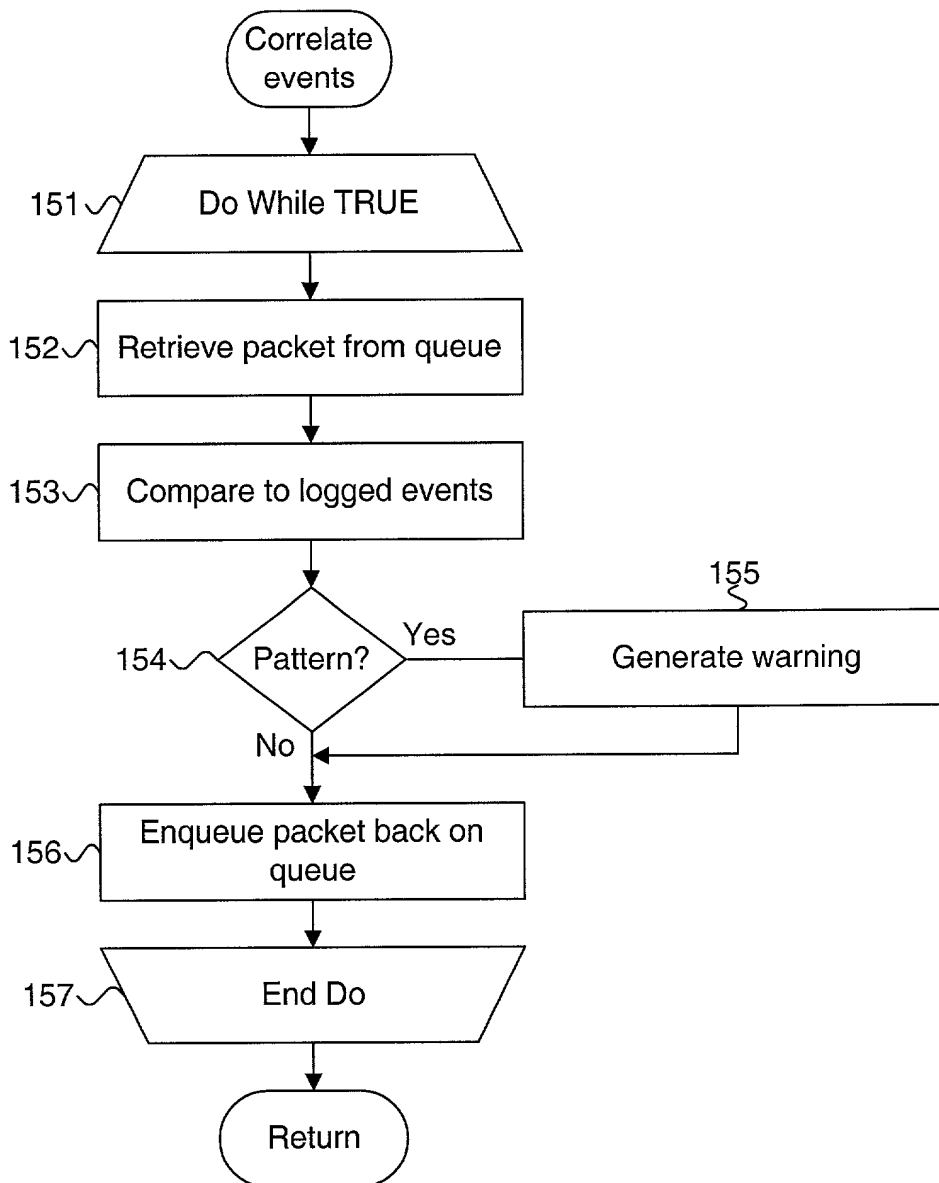 Correlate
events
151
Do While TRUE
152
Retrieve packet from queue
153
Compare to logged events
155
154
Pattern?
Yes
Generate warning
No
156
Enqueue packet back on
queue
157
End Do
Return